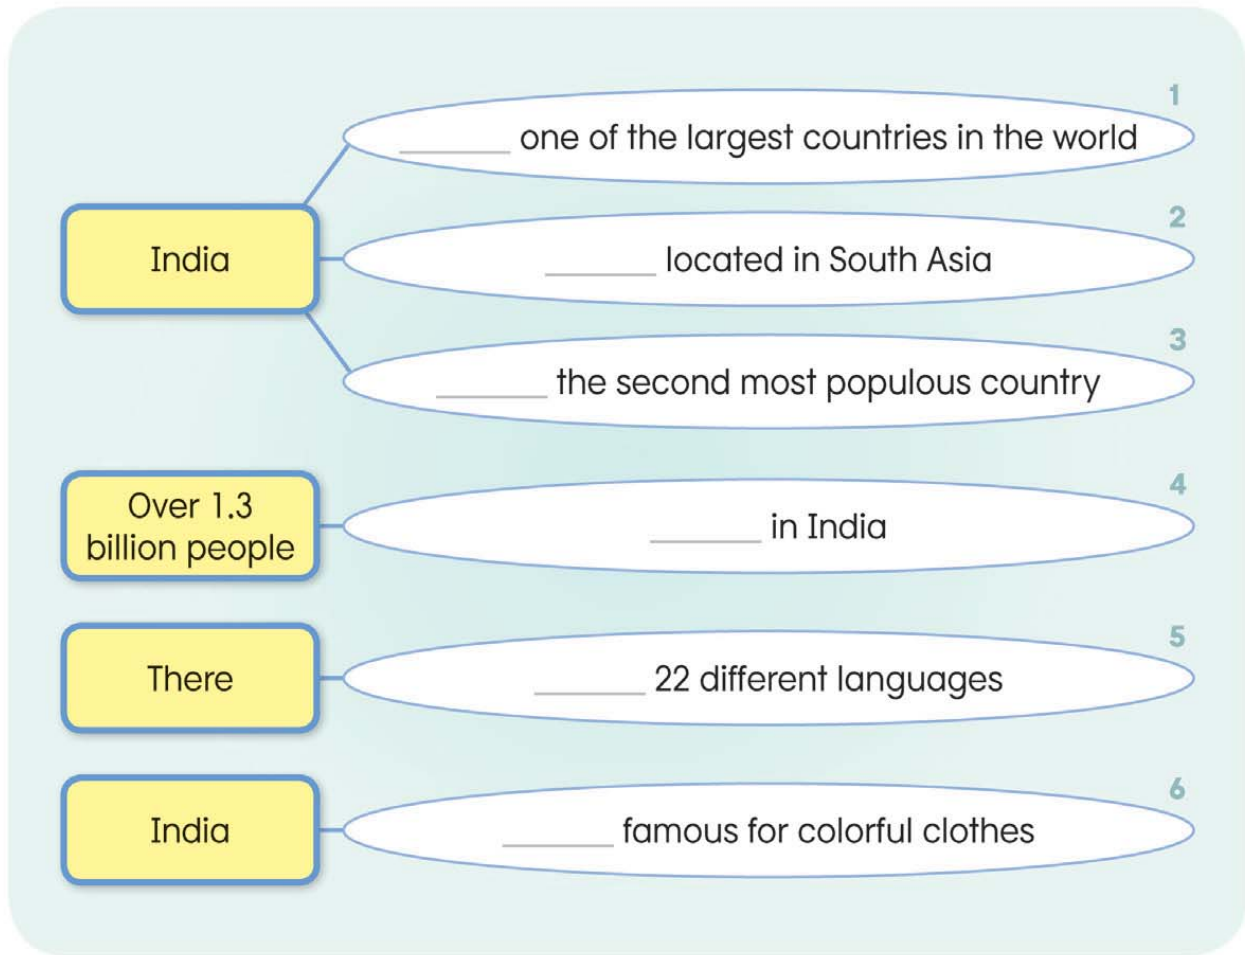 1
______ one of the largest countries in the world
India
2
______ located in South Asia
3
______ the second most populous country
Over 1.3
billion people
4
______ in India
There
5
______ 22 different languages
India
6
______ famous for colorful clothes